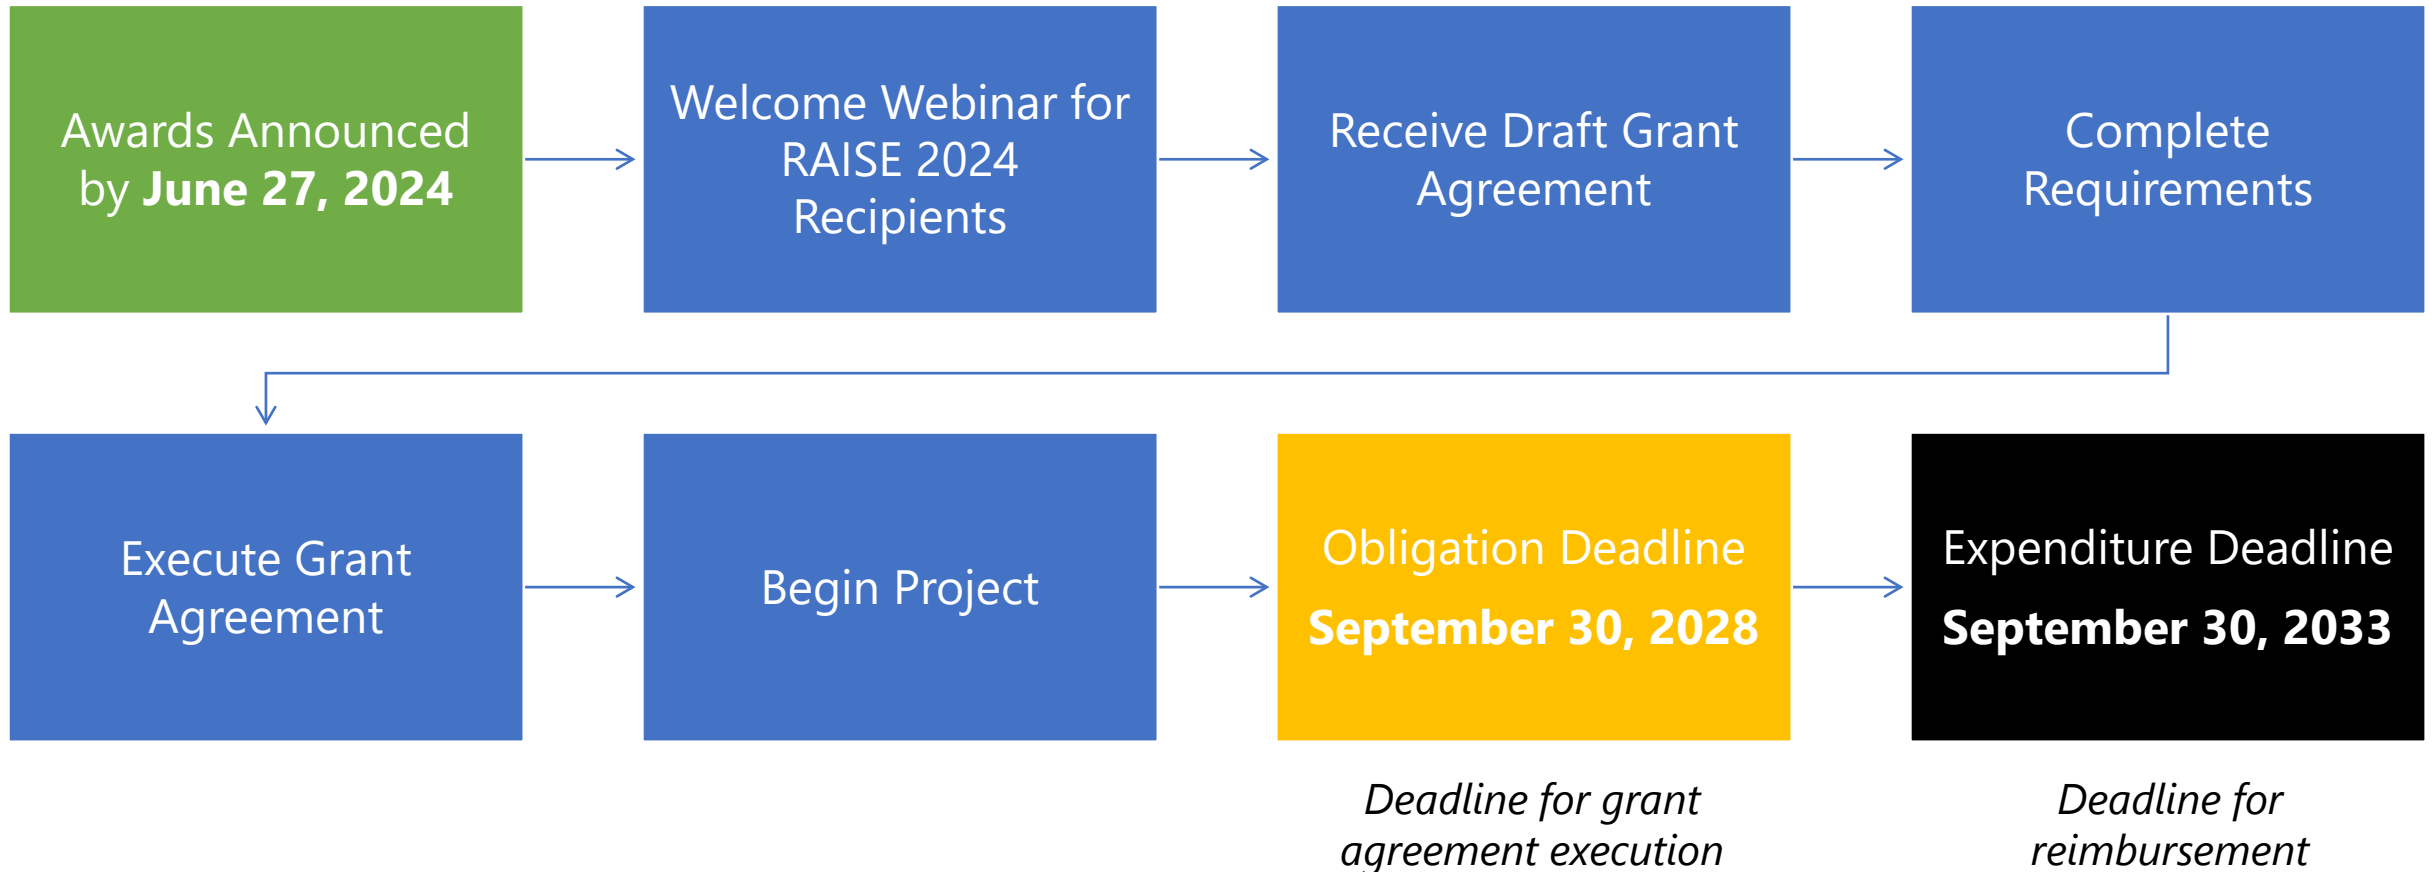 Awards Announced
by June 27, 2024
Welcome Webinar for
RAISE 2024
Recipients
Receive Draft Grant
Agreement
Complete
Requirements
Execute Grant
Agreement
Begin Project
Obligation Deadline
September 30, 2028
Expenditure Deadline
September 30, 2033
Deadline for grant
agreement execution
Deadline for
reimbursement